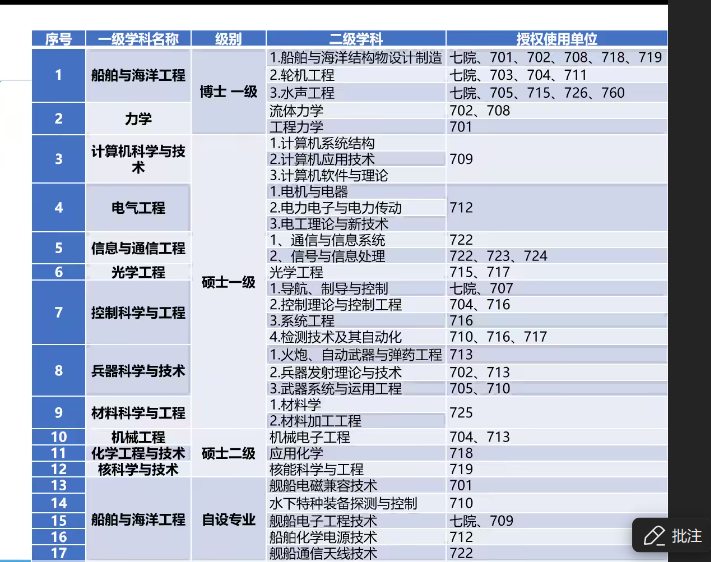 序号 一级学科名称 级别 二级学科 授权使用单位
1 船舶与海洋工程 博士 一级 1.船舶与海洋结构物设计制造 七院、701、702、708、718、719
2.轮机工程 七院、703、704、711
3.水声工程 七院、705、715、726、760
2 力学 流体力学 702、708
工程力学 701
3 计算机科学与技术 硕士一级 1.计算机系统结构 709
2.计算机应用技术
3.计算机软件与理论
4 电气工程 1.电机与电器 712
2.电力电子与电力传动
3.电工理论与新技术
5 信息与通信工程 1、通信与信息系统 722
2、信号与信息处理 722、723、724
6 光学工程 光学工程 715、717
7 控制科学与工程 1.导航、制导与控制 七院、707
2.控制理论与控制工程 704、716
3.系统工程 716
4.检测技术及其自动化 710、716、717
8 兵器科学与技术 1.火炮、自动武器与弹药工程 713
2.兵器发射理论与技术 702、713
3.武器系统与运用工程 705、710
9 材料科学与工程 1.材料学 725
2.材料加工工程
10 机械工程 硕士二级 机械电子工程 704、713
11 化学工程与技术 应用化学 718
12 核科学与技术 核能科学与工程 719
13 船舶与海洋工程 自设专业 舰船电磁兼容技术 701
14 水下特种装备探测与控制 710
15 舰船电子工程技术 七院、709
16 船舶化学电源技术 712
17 舰船通信天线技术 722
批注